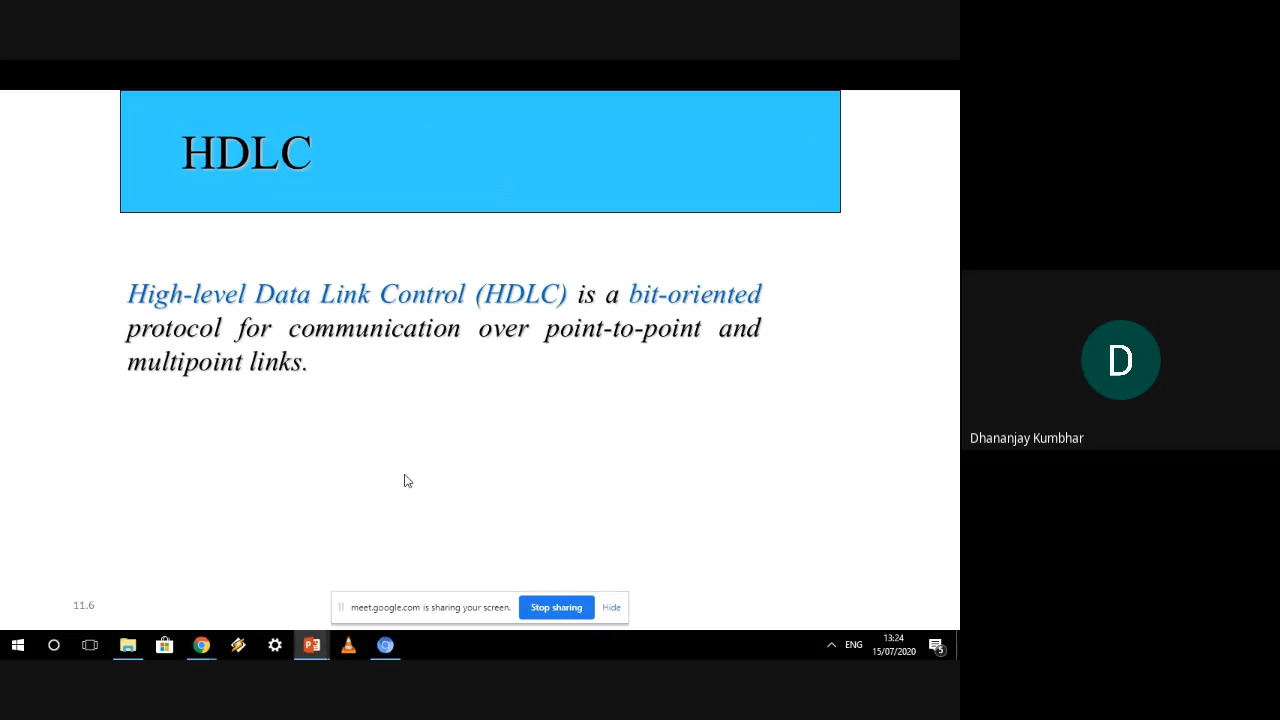 HDLC
High-level Data Link Control (HDLC) is a bit-oriented
protocol for communication over point-to-point and
multipoint links.
D
Dhananjay Kumbhar
11.6
meet.google.com is sharing your screen. Stop sharing Hide
ENG
13:24
15/07/2020
5